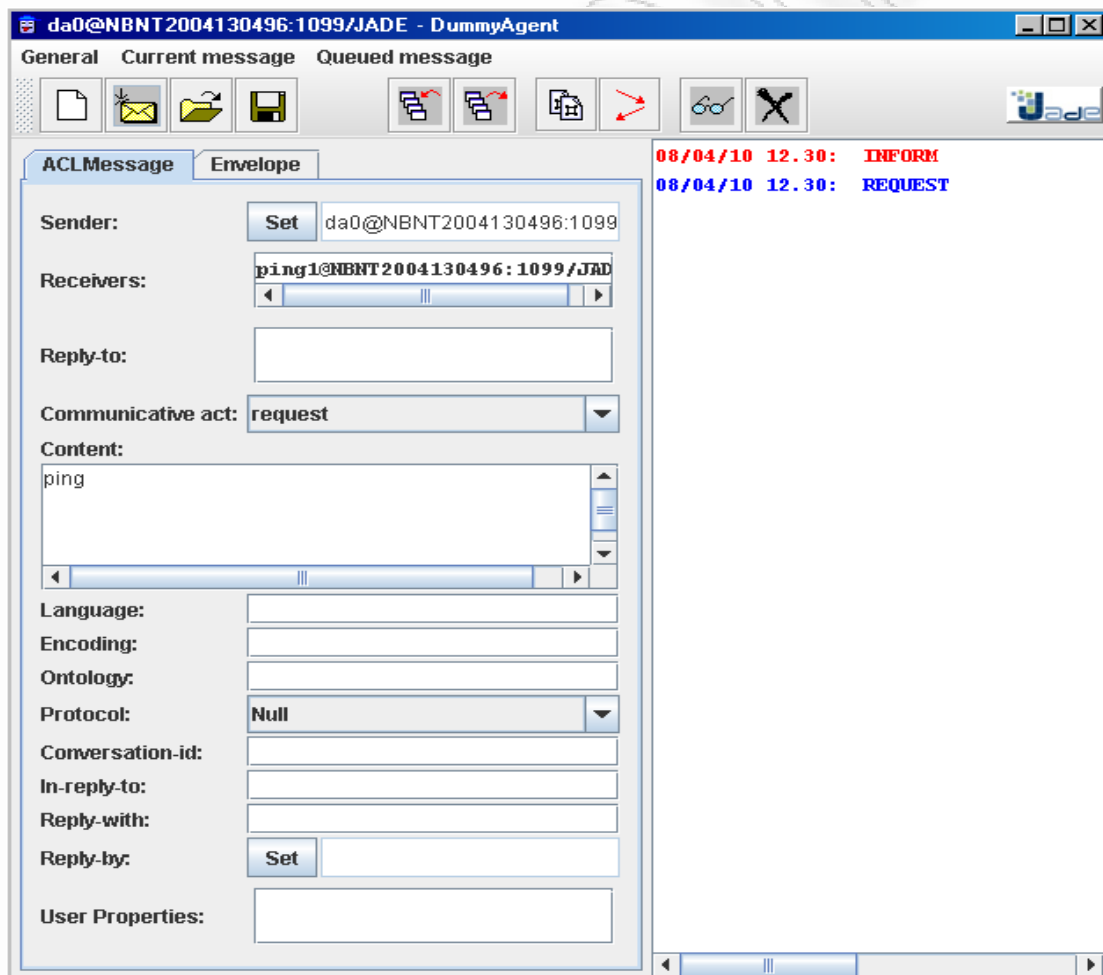 da0@NBNT2004130496:1099/JADE - DummyAgent
General Current message Queued message
Jade
ACLMessage Envelope
Sender: Set da0@NBNT2004130496:1099
Receivers: ping1@NBNT2004130496:1099/JAD
Reply-to:
Communicative act: request
Content:
ping
Language:
Encoding:
Ontology:
Protocol: Null
Conversation-id:
In-reply-to:
Reply-with:
Reply-by: Set
User Properties:
08/04/10 12.30: INFORM
08/04/10 12.30: REQUEST